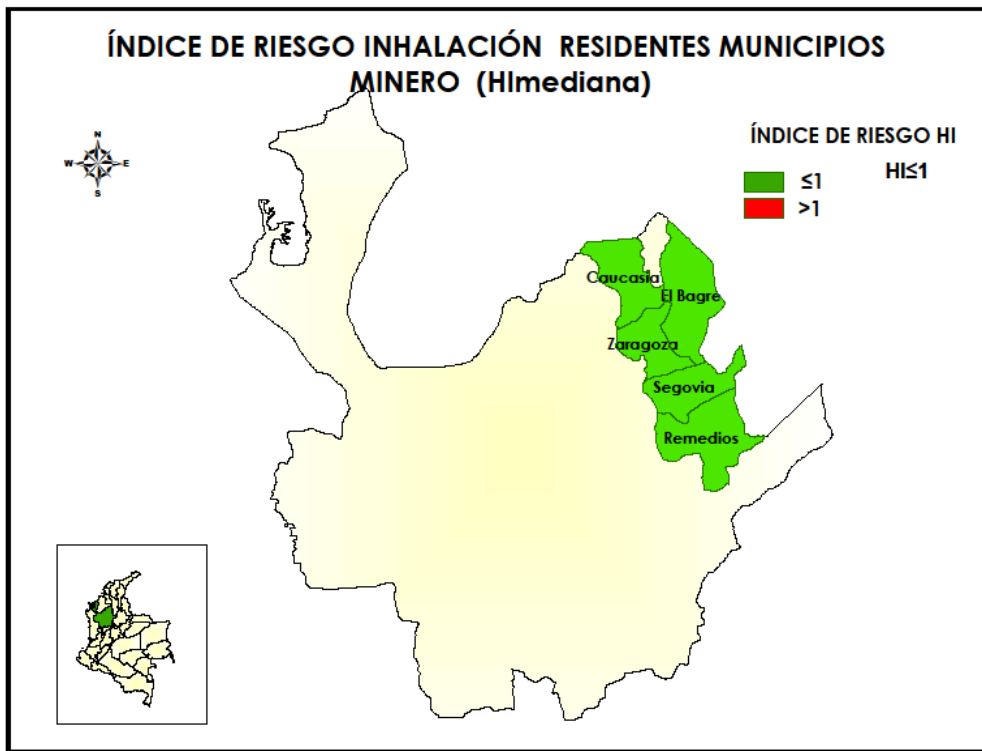 ÍNDICE DE RIESGO INHALACIÓN RESIDENTES MUNICIPIOS
MINERO (HImediana)
N
W E
S
ÍNDICE DE RIESGO HI
HI≤1
≤1
>1
Caucasia
El Bagre
Zaragoza
Segovia
Remedios